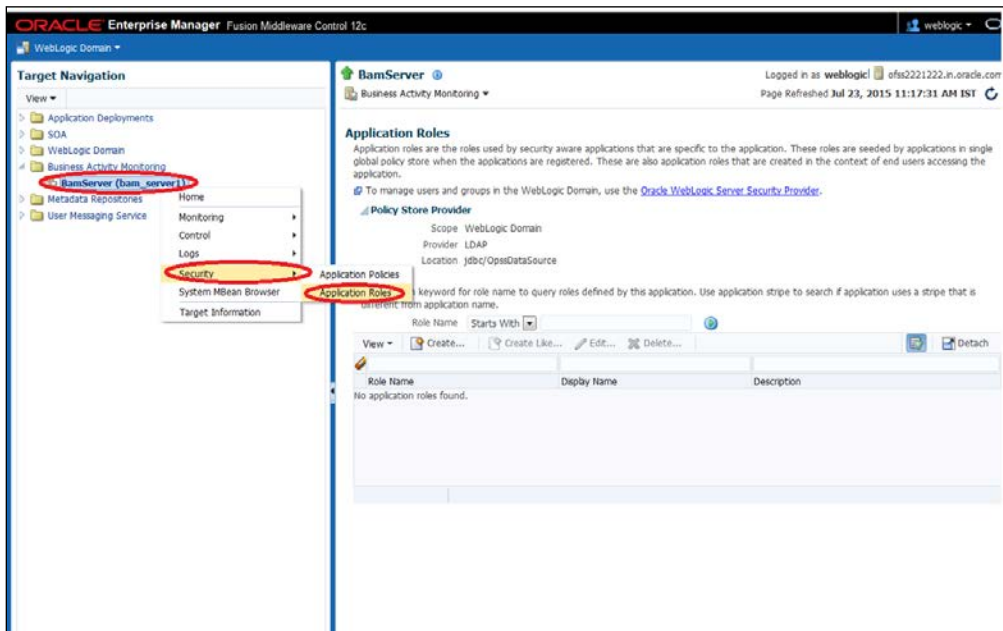 ORACLE Enterprise Manager Fusion Middleware Control 12c
weblogic
WebLogic Domain
Target Navigation
View
Application Deployments
SOA
WebLogic Domain
Business Activity Monitoring
BamServer (bam_server1)
Metadata Repositories
User Messaging Service
Home
Monitoring
Control
Logs
Security
System MBean Browser
Target Information
Application Policies
Application Roles
BamServer
Logged in as weblogic| ofss2221222.in.oracle.com
Business Activity Monitoring
Page Refreshed Jul 23, 2015 11:17:31 AM IST
Application Roles
Application roles are the roles used by security aware applications that are specific to the application. These roles are seeded by applications in single
global policy store when the applications are registered. These are also application roles that are created in the context of end users accessing the
application.
To manage users and groups in the WebLogic Domain, use the Oracle WebLogic Server Security Provider.
Policy Store Provider
Scope WebLogic Domain
Provider LDAP
Location jdbc/OpssDataSource
keyword for role name to query roles defined by this application. Use application stripe to search if application uses a stripe that is
different from application name.
Role Name Starts With
View Create... Create Like... Edit... Delete... Detach
Role Name Display Name Description
No application roles found.